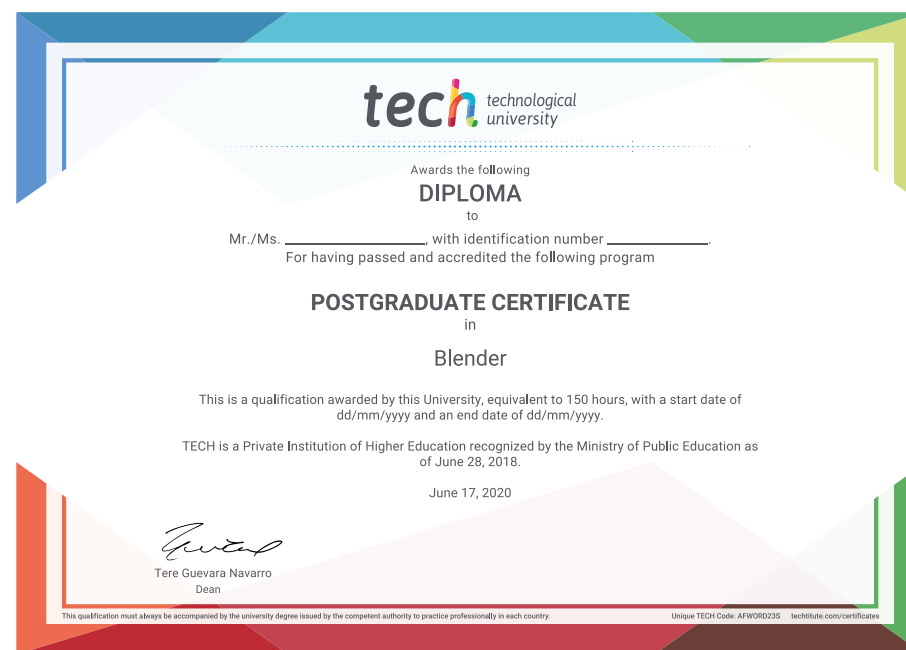 tech technological
university
Awards the following
DIPLOMA
to
Mr./Ms. ____________, with identification number ____________.
For having passed and accredited the following program
POSTGRADUATE CERTIFICATE
in
Blender
This is a qualification awarded by this University, equivalent to 150 hours, with a start date of
dd/mm/yyyy and an end date of dd/mm/yyyy.
TECH is a Private Institution of Higher Education recognized by the Ministry of Public Education as
of June 28, 2018.
June 17, 2020
Tere Guevara Navarro
Dean
This qualification must always be accompanied by the university degree issued by the competent authority to practice professionally in each country.
Unique TECH Code: AFWORD23S techtitute.com/certificates